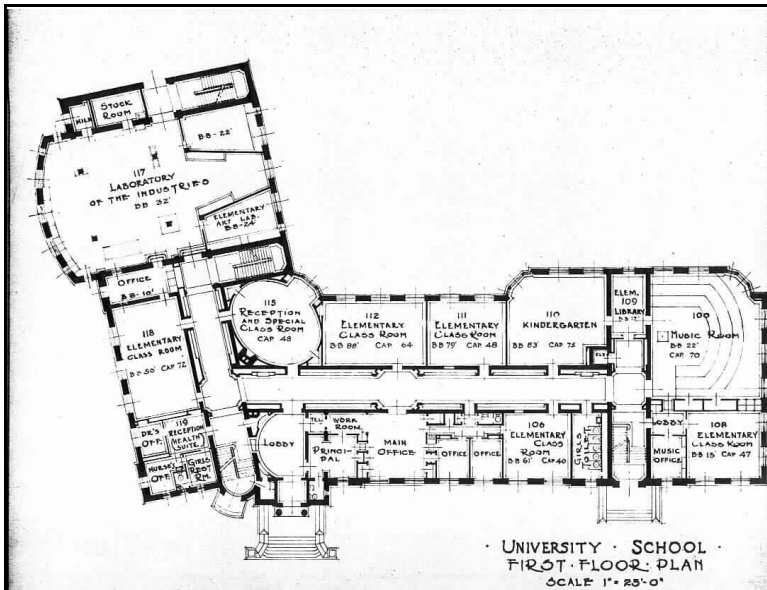 STOCK
ROOM
KILN
B-B-22'
117
LABORATORY
OF THE INDUSTRIES
BB 32'
ELEMENTARY
ART LAB.
B-B-24'
OFFICE
B-B-10'
118
ELEMENTARY
CLASS ROOM
BB-50' CAP 72
115
RECEPTION
AND SPECIAL
CLASS ROOM
CAP. 48
112
ELEMENTARY
CLASS ROOM
BB 88' CAP. 64
111
ELEMENTARY
CLASS ROOM
BB 79' CAP. 48
110
KINDERGARTEN
BB 83' CAP. 75
ELEM.
109
LIBRARY
BB 12'
100
MUSIC ROOM
BB 22'
CAP. 70
119
DR'S
OFF.
RECEPTION
HEALTH
SUITE
NURSE'S
OFF.
GIRLS
REST
RM.
LOBBY
WORK
ROOM
PRINCI-
PAL
MAIN
OFFICE
OFFICE
OFFICE
106
ELEMENTARY
CLASS
ROOM
BB 61' CAP 40
GIRLS
TOILET
LOBBY
MUSIC
OFFICE
108
ELEMENTARY
CLASS ROOM
BB 15' CAP. 47
· UNIVERSITY · SCHOOL ·
FIRST · FLOOR · PLAN
SCALE 1"= 25'-0"